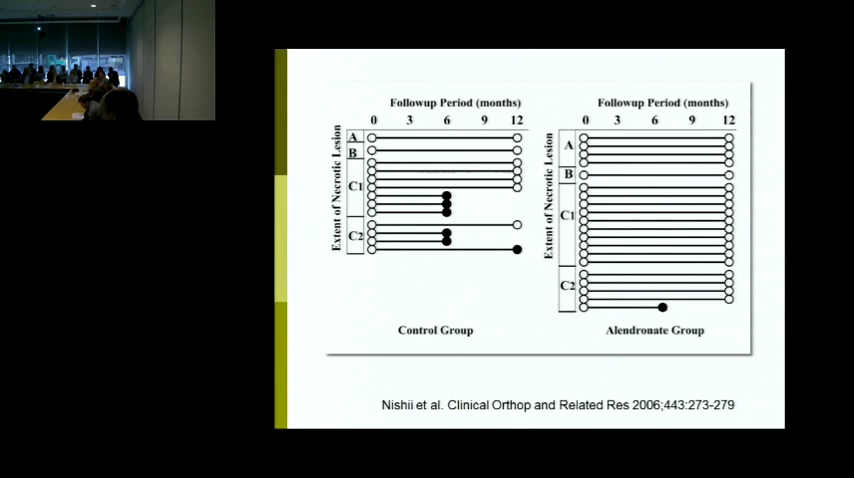 Followup Period (months)
0 3 6 9 12
Extent of Necrotic Lesion
A
B
C1
C2
Control Group
Followup Period (months)
0 3 6 9 12
Extent of Necrotic Lesion
A
B
C1
C2
Alendronate Group
Nishii et al. Clinical Orthop and Related Res 2006;443:273-279